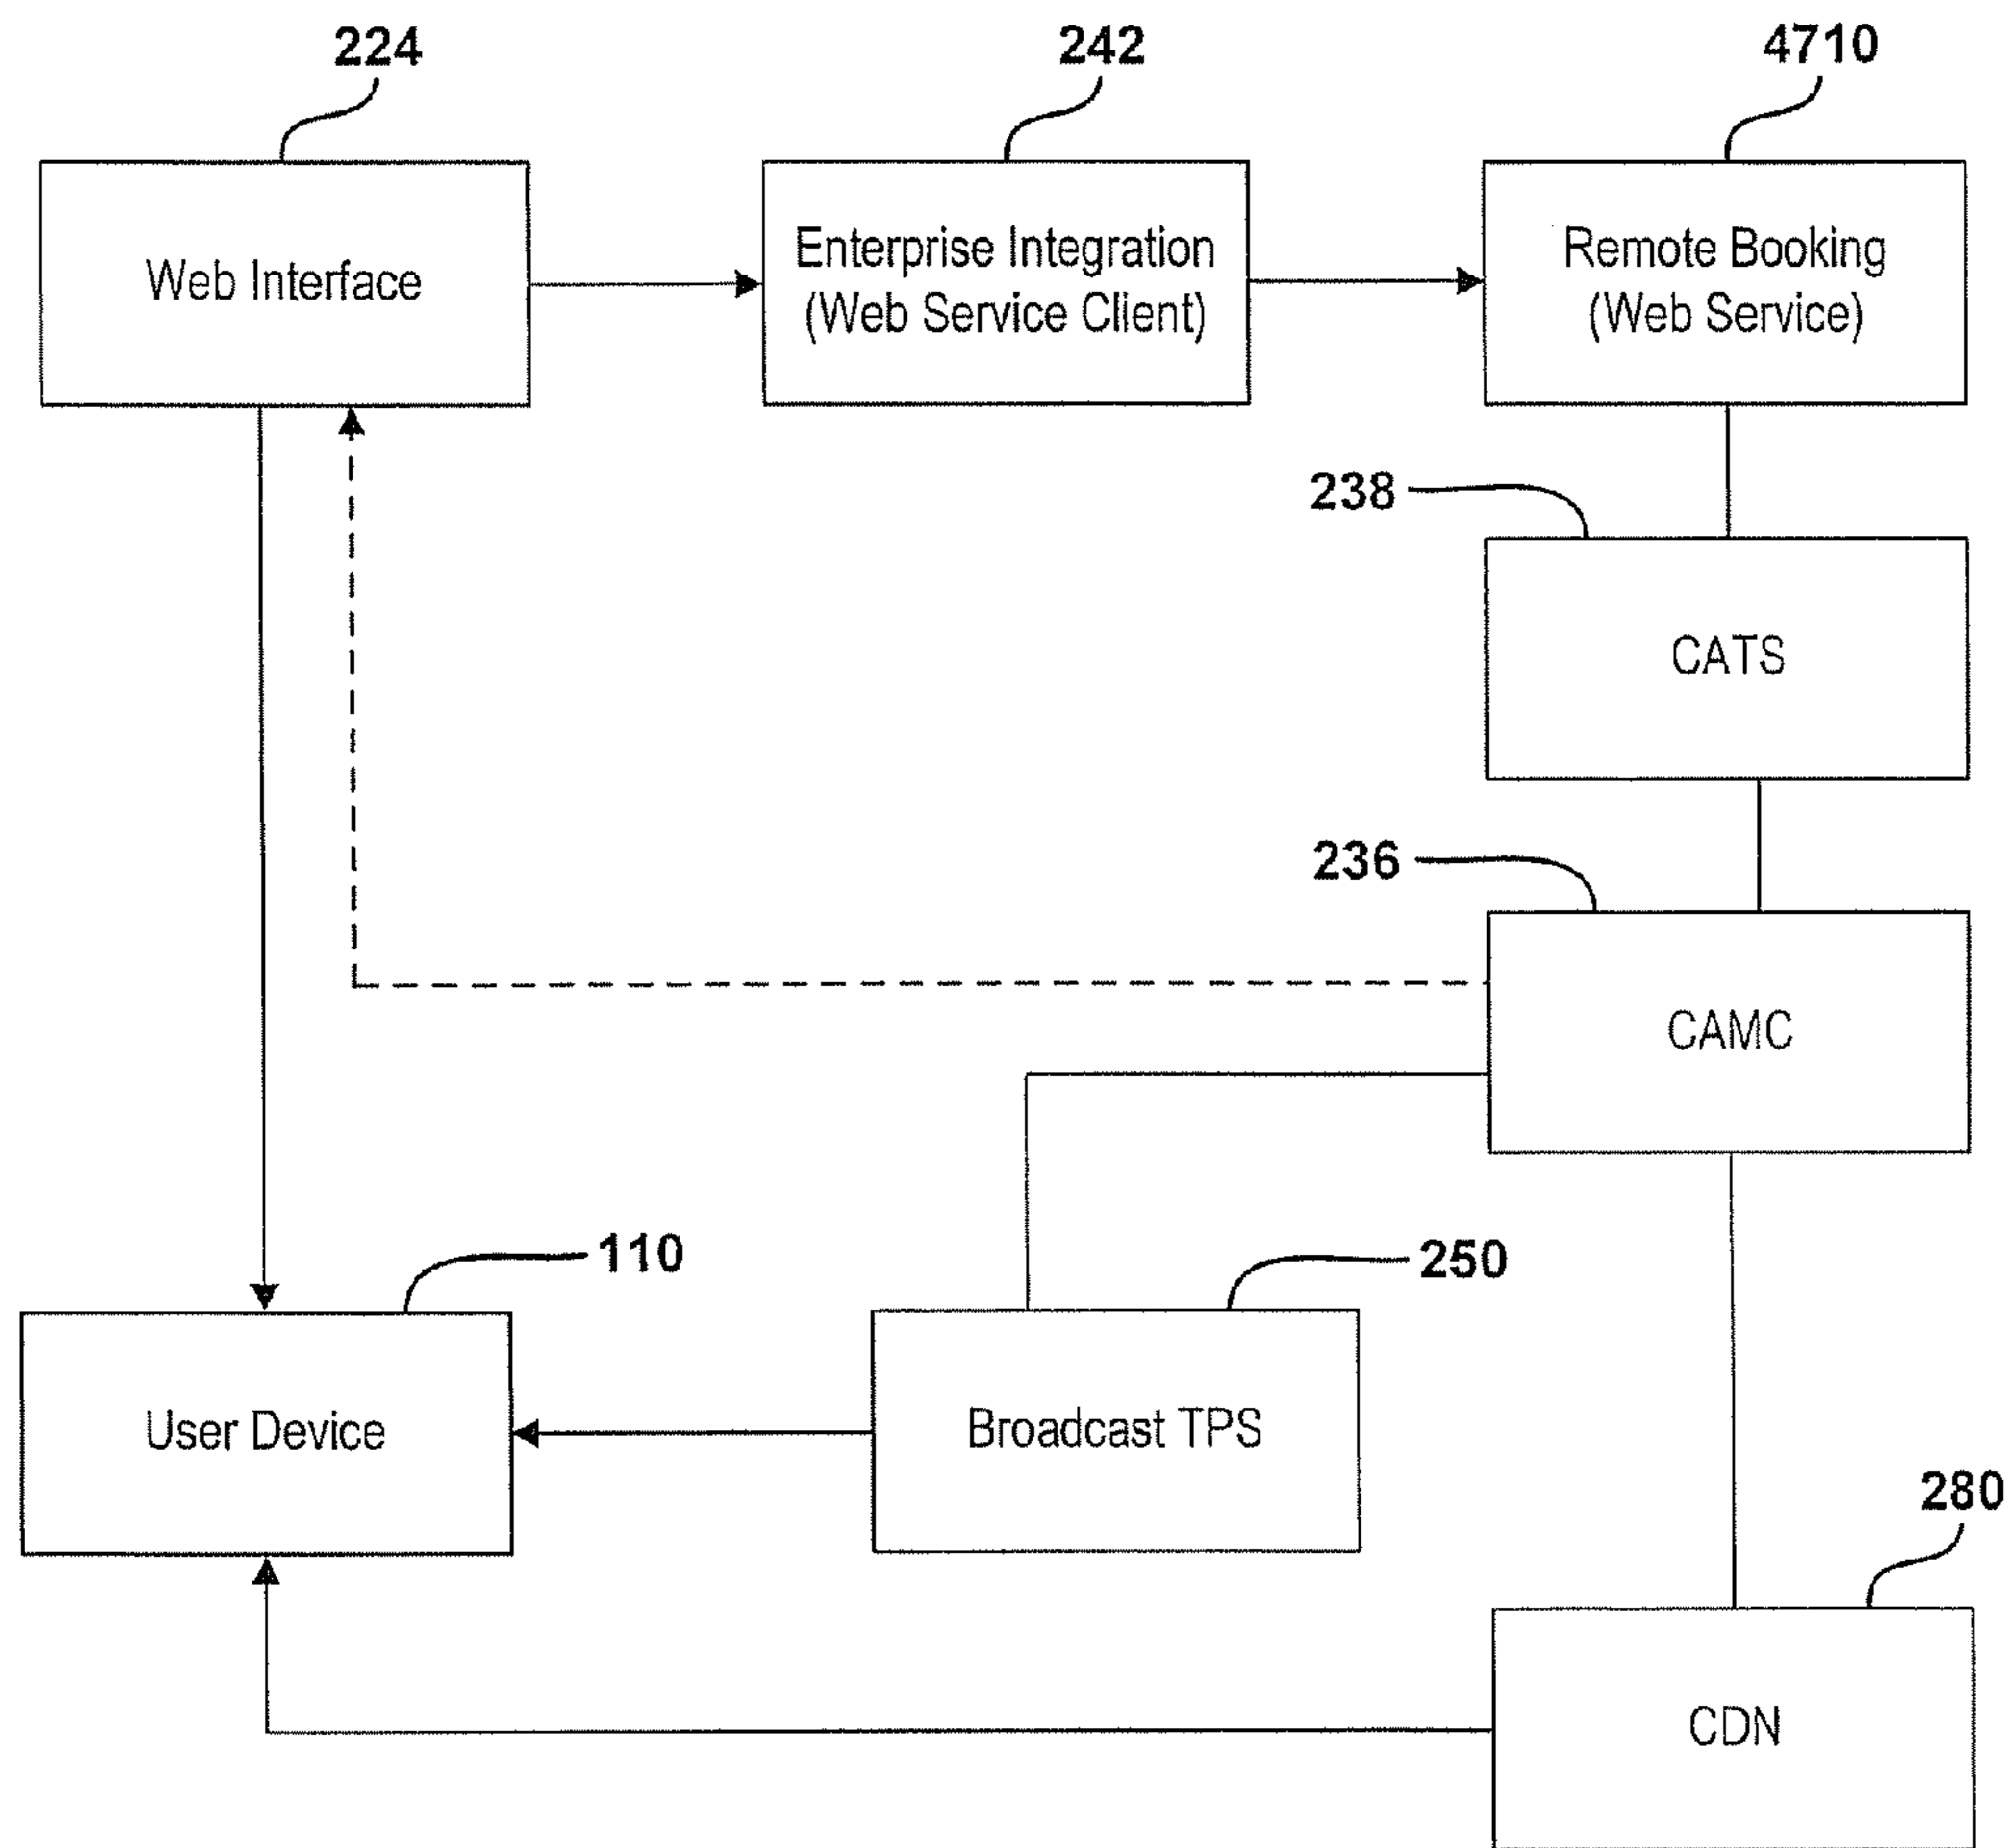 224
242
4710
Web Interface
Enterprise Integration
(Web Service Client)
Remote Booking
(Web Service)
238
CATS
236
CAMC
110
250
User Device
Broadcast TPS
280
CDN